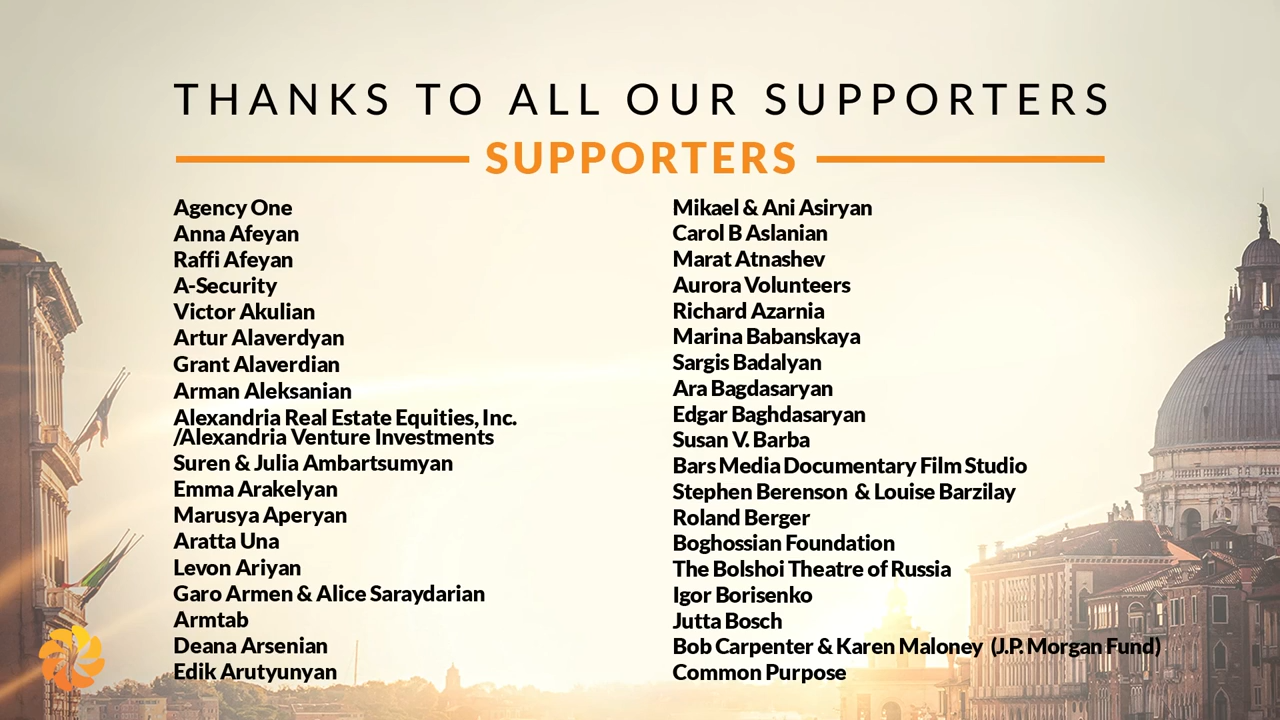 THANKS TO ALL OUR SUPPORTERS
SUPPORTERS
Agency One
Anna Afeyan
Raffi Afeyan
A-Security
Victor Akulian
Artur Alaverdyan
Grant Alaverdian
Arman Aleksanian
Alexandria Real Estate Equities, Inc.
/Alexandria Venture Investments
Suren & Julia Ambartsumyan
Emma Arakelyan
Marusya Aperyan
Aratta Una
Levon Ariyan
Garo Armen & Alice Saraydarian
Armtab
Deana Arsenian
Edik Arutyunyan
Mikael & Ani Asiryan
Carol B Aslanian
Marat Atnashev
Aurora Volunteers
Richard Azarnia
Marina Babanskaya
Sargis Badalyan
Ara Bagdasaryan
Edgar Baghdasaryan
Susan V. Barba
Bars Media Documentary Film Studio
Stephen Berenson & Louise Barzilay
Roland Berger
Boghossian Foundation
The Bolshoi Theatre of Russia
Igor Borisenko
Jutta Bosch
Bob Carpenter & Karen Maloney (J.P. Morgan Fund)
Common Purpose